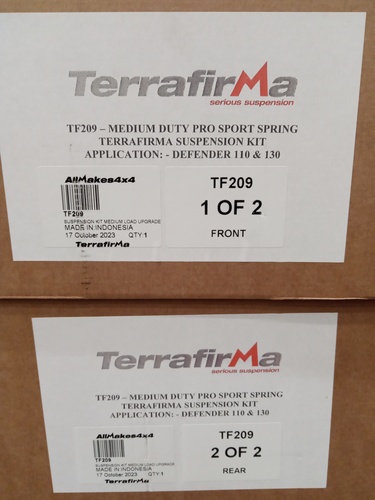 TerrafirMa
serious suspension
TF209 – MEDIUM DUTY PRO SPORT SPRING
TERRAFIRMA SUSPENSION KIT
APPLICATION: - DEFENDER 110 & 130
AllMakes4x4
TF209
SUSPENSION KIT MEDIUM LOAD UPGRADE
MADE IN:INDONESIA
17 October 2023 QTY:1
TerrafirMa
TF209
1 OF 2
FRONT
TerrafirMa
serious suspension
TF209 – MEDIUM DUTY PRO SPORT SPRING
TERRAFIRMA SUSPENSION KIT
APPLICATION: - DEFENDER 110 & 130
AllMakes4x4
TF209
SUSPENSION KIT MEDIUM LOAD UPGRADE
MADE IN:INDONESIA
17 October 2023 QTY:1
TerrafirMa
TF209
2 OF 2
REAR